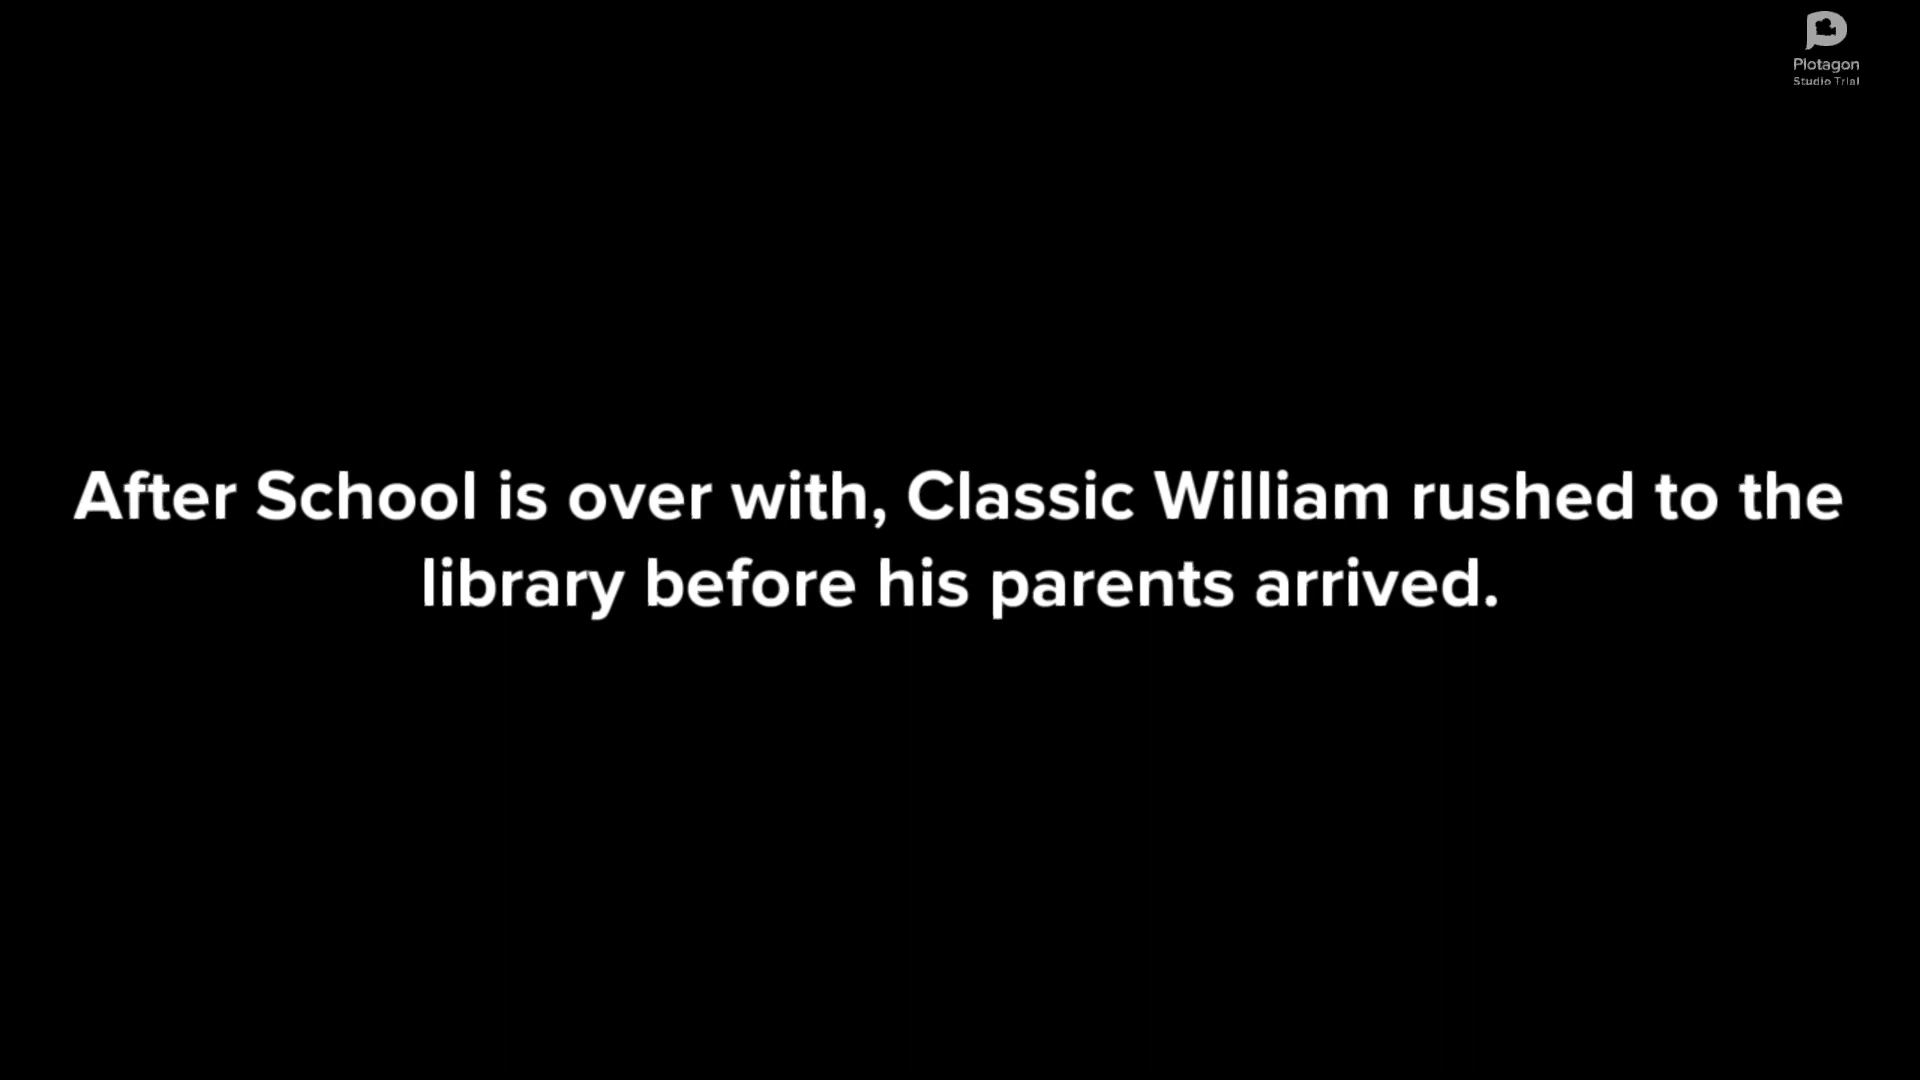 Plotagon
Studio Trial
After School is over with, Classic William rushed to the
library before his parents arrived.